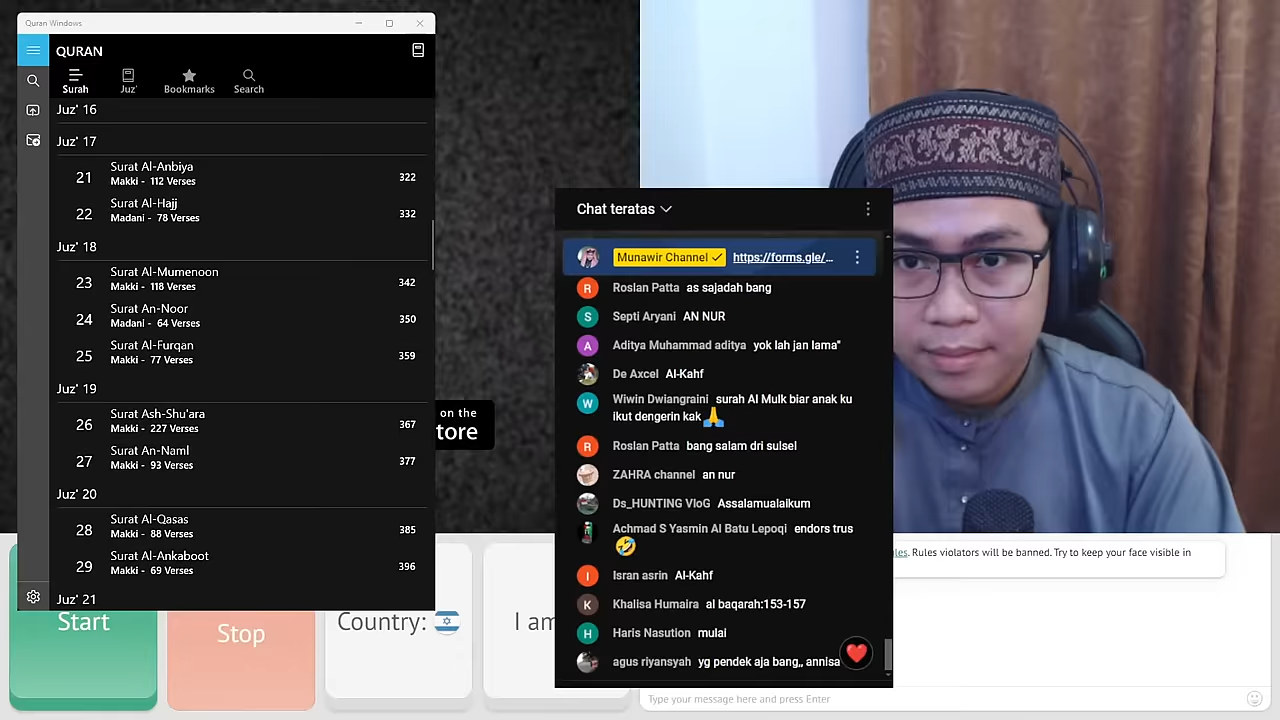 Quran Windows
QURAN
Surah
Juz'
Bookmarks
Search
Juz' 16
Juz' 17
21
Surat Al-Anbiya
Makki - 112 Verses
322
22
Surat Al-Hajj
Madani - 78 Verses
332
Juz' 18
23
Surat Al-Mumenoon
Makki - 118 Verses
342
24
Surat An-Noor
Madani - 64 Verses
350
25
Surat Al-Furqan
Makki - 77 Verses
359
Juz' 19
26
Surat Ash-Shu'ara
Makki - 227 Verses
367
27
Surat An-Naml
Makki - 93 Verses
377
Juz' 20
28
Surat Al-Qasas
Makki - 88 Verses
385
29
Surat Al-Ankaboot
Makki - 69 Verses
396
Juz' 21
on the
tore
Start
Stop
Country:
I am
Chat teratas
Munawir Channel https://forms.gle/...
R Roslan Patta as sajadah bang
S Septi Aryani AN NUR
A Aditya Muhammad aditya yok lah jan lama"
De Axcel Al-Kahf
W Wiwin Dwiangraini surah Al Mulk biar anak ku
ikut dengerin kak 🙏
R Roslan Patta bang salam dri sulsel
ZAHRA channel an nur
Ds_HUNTING VloG Assalamualaikum
Achmad S Yasmin Al Batu Lepoqi endors trus
🤣
I Isran asrin Al-Kahf
K Khalisa Humaira al baqarah:153-157
H Haris Nasution mulai
agus riyansyah yg pendek aja bang,, annisa
les. Rules violators will be banned. Try to keep your face visible in
Type your message here and press Enter